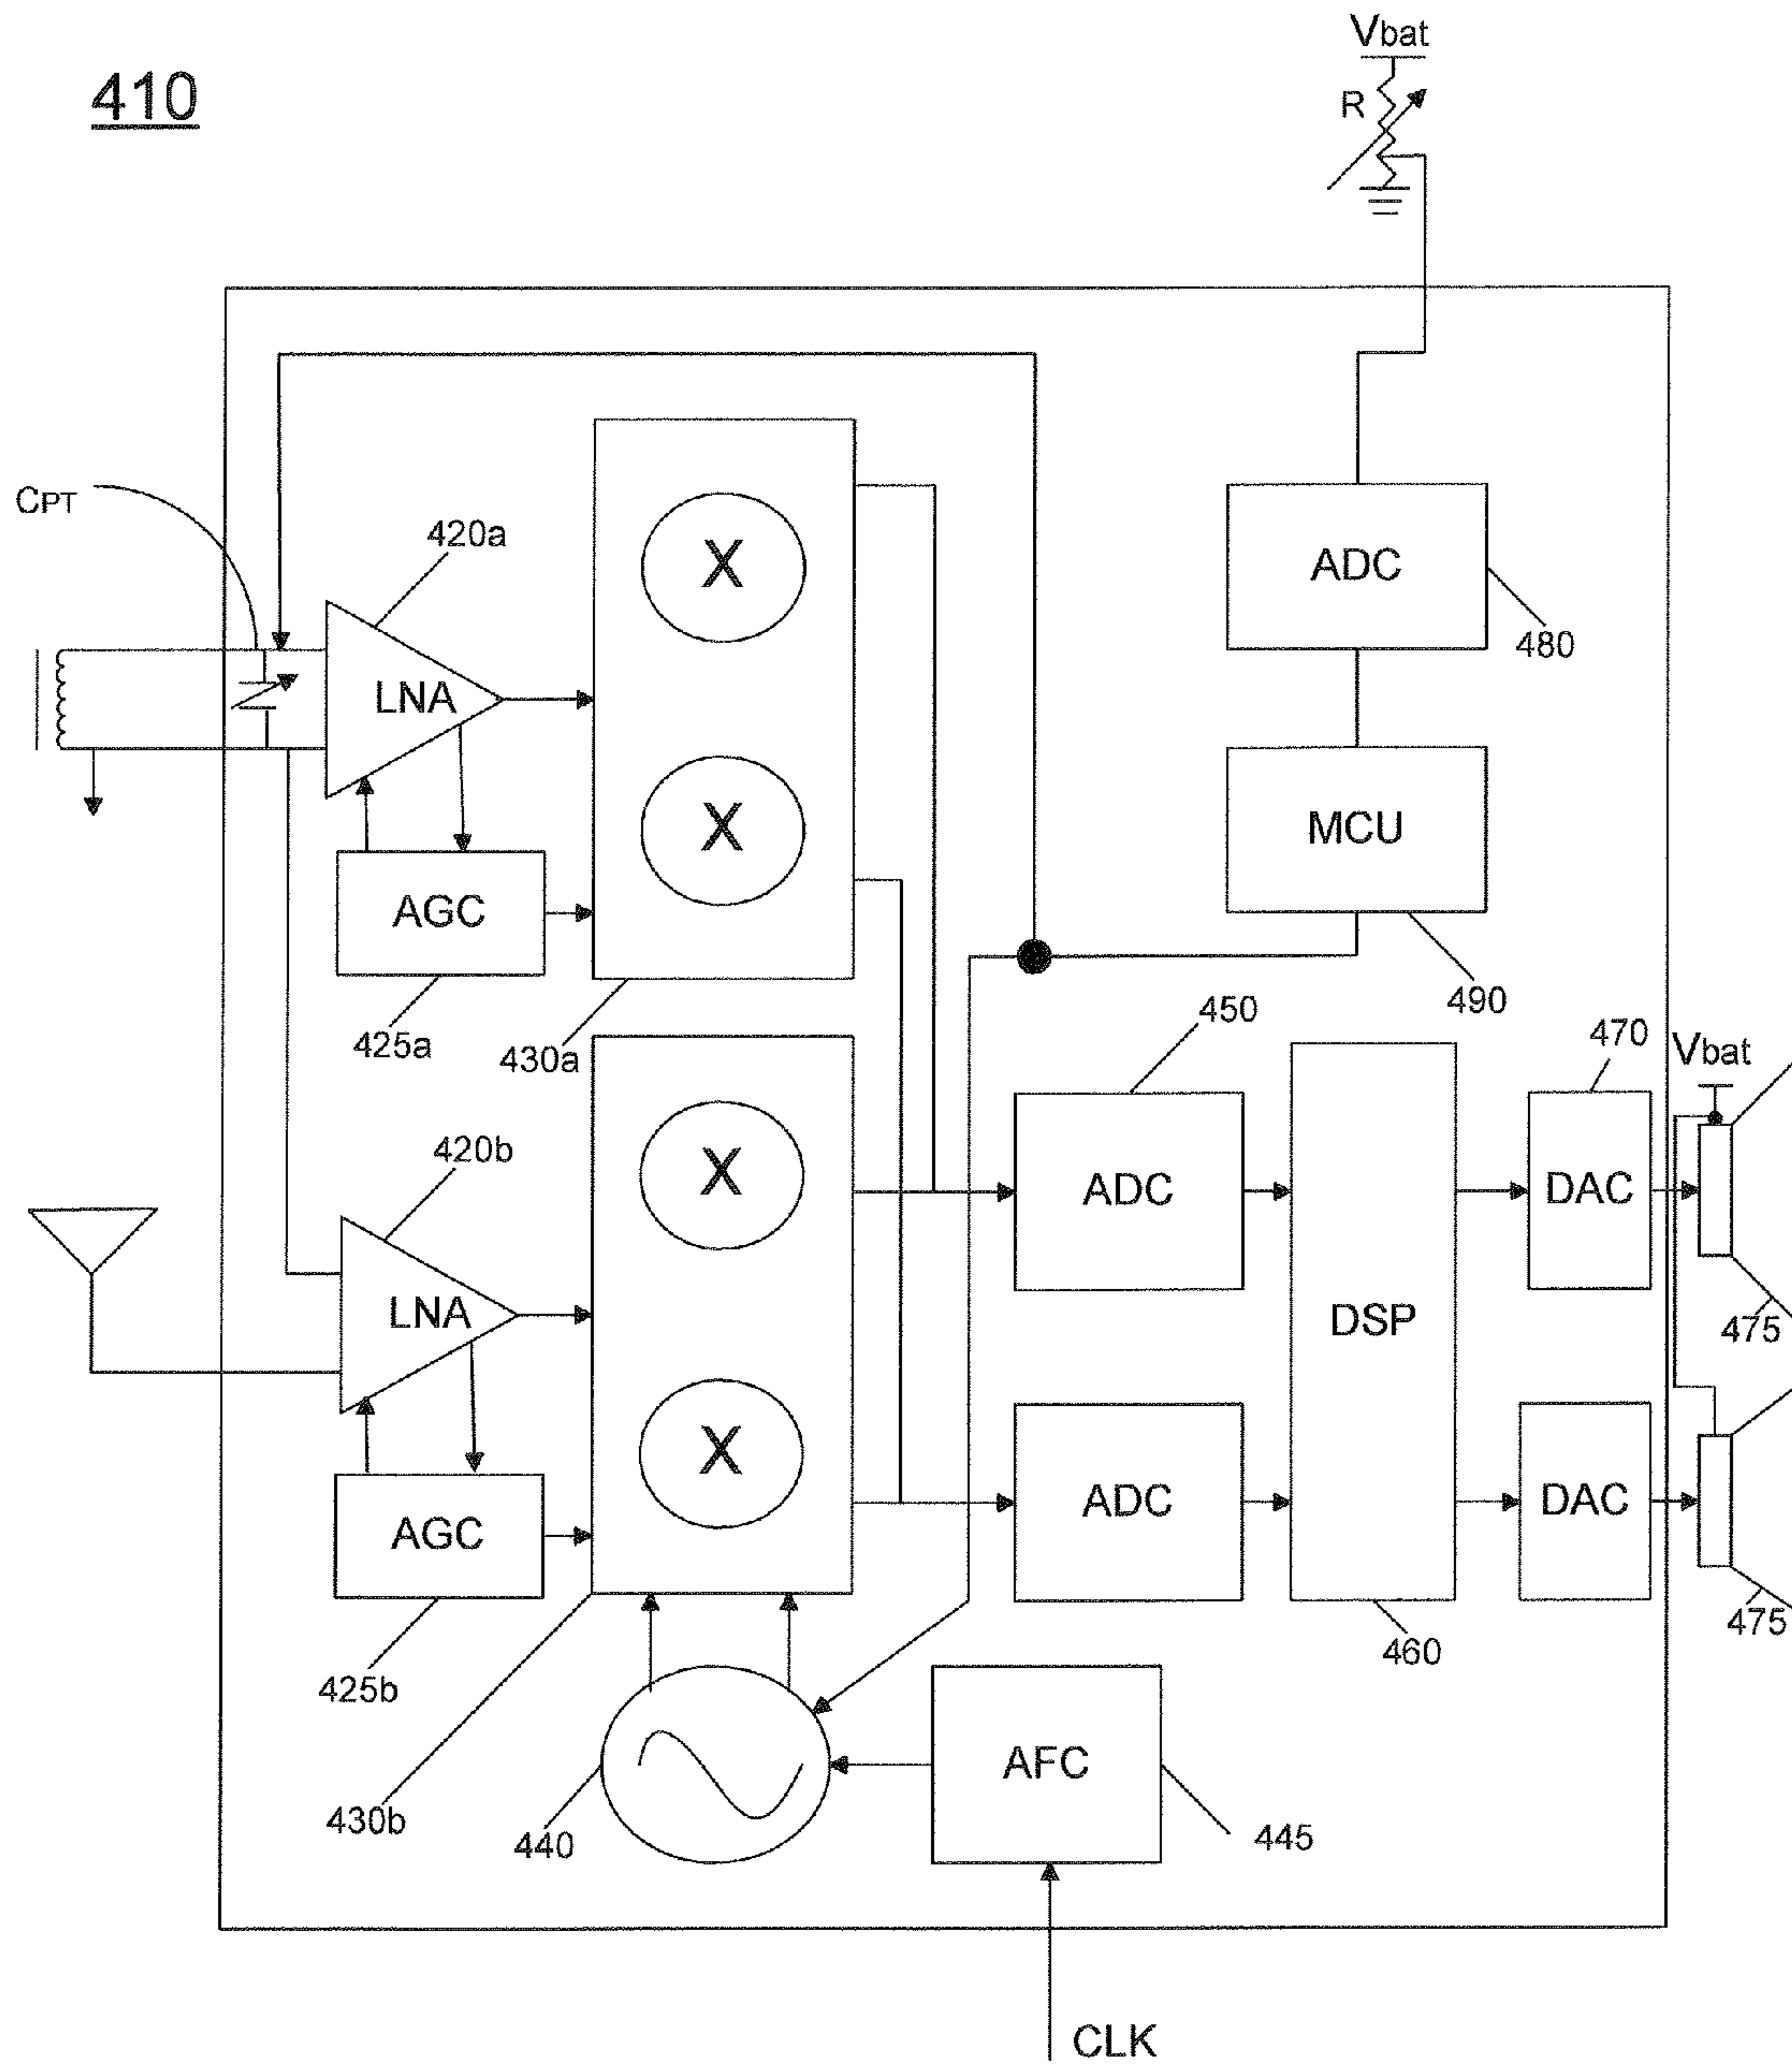 410
Vbat
R
CPT
420a
LNA
X
X
AGC
425a
430a
ADC
480
MCU
490
420b
LNA
X
X
AGC
425b
430b
440
450
ADC
ADC
DSP
460
470
Vbat
DAC
475
DAC
475
AFC
445
CLK